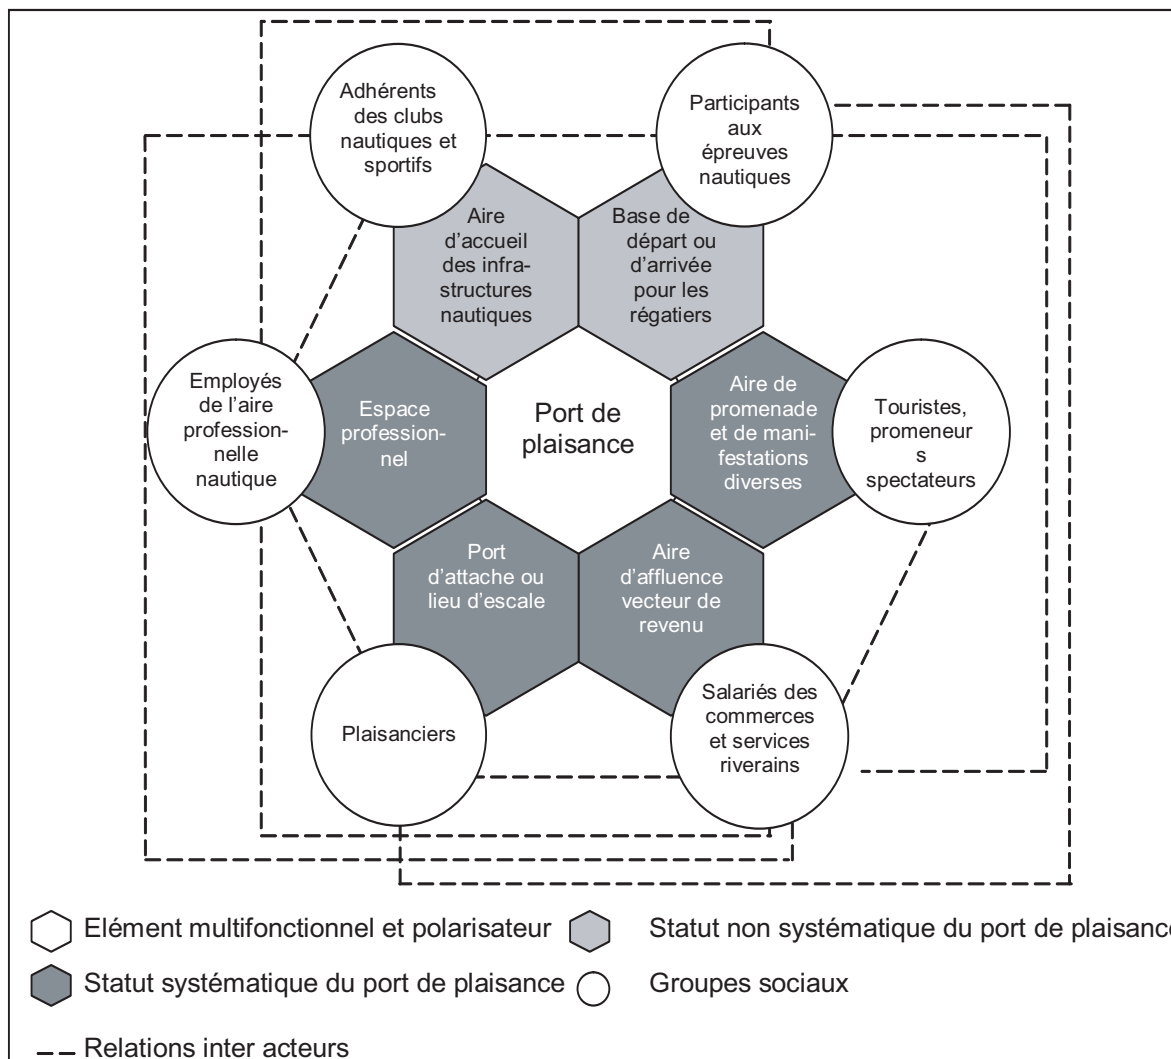 Adhérents
des clubs
nautiques et
sportifs
Participants
aux
épreuves
nautiques
Aire
d'accueil
des infra-
structures
nautiques
Base de
départ ou
d'arrivée
pour les
régatiers
Employés
de l'aire
profession-
nelle
nautique
Espace
profession-
nel
Port de
plaisance
Aire de
promenade
et de mani-
festations
diverses
Touristes,
promeneur
s
spectateurs
Port
d'attache ou
lieu d'escale
Aire
d'affluence
vecteur de
revenu
Plaisanciers
Salariés des
commerces
et services
riverains
Elément multifonctionnel et polarisateur
Statut non systématique du port de plaisance
Statut systématique du port de plaisance
Groupes sociaux
Relations inter acteurs